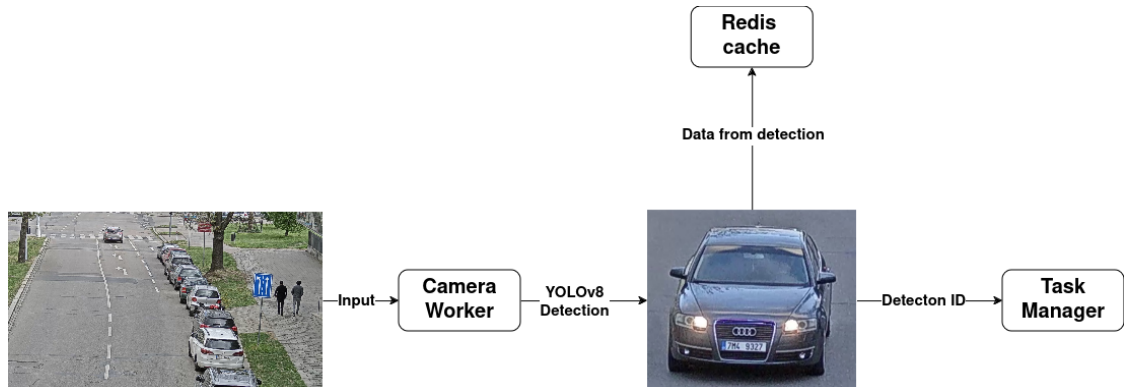 Redis
cache
Data from detection
Input
Camera
Worker
YOLOv8
Detection
7M4 9327
Detecton ID
Task
Manager